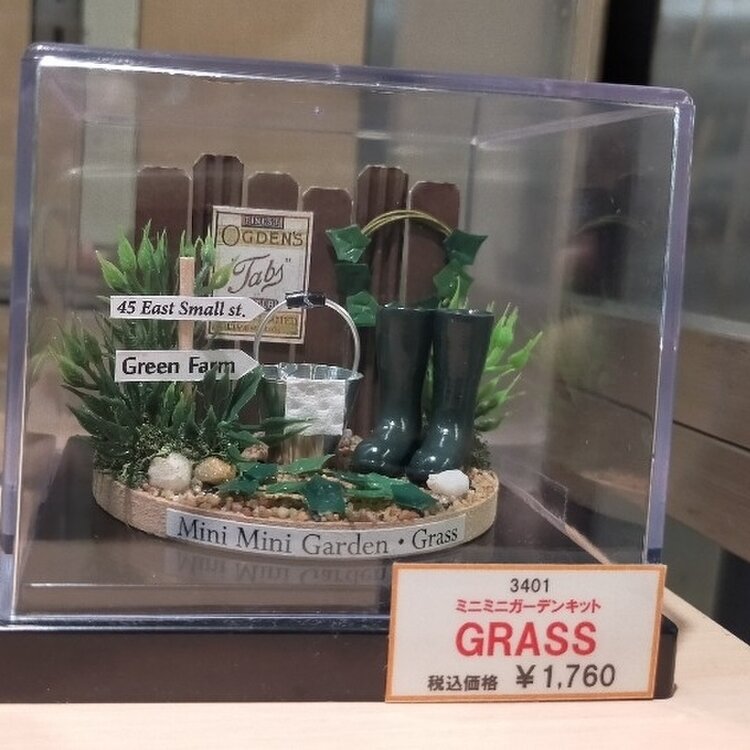 FINEST
OGDEN'S
"Tabs"
45 East Small st.
Green Farm
Mini Mini Garden • Grass
3401
ミニミニガーデンキット
GRASS
税込価格 ¥1,760